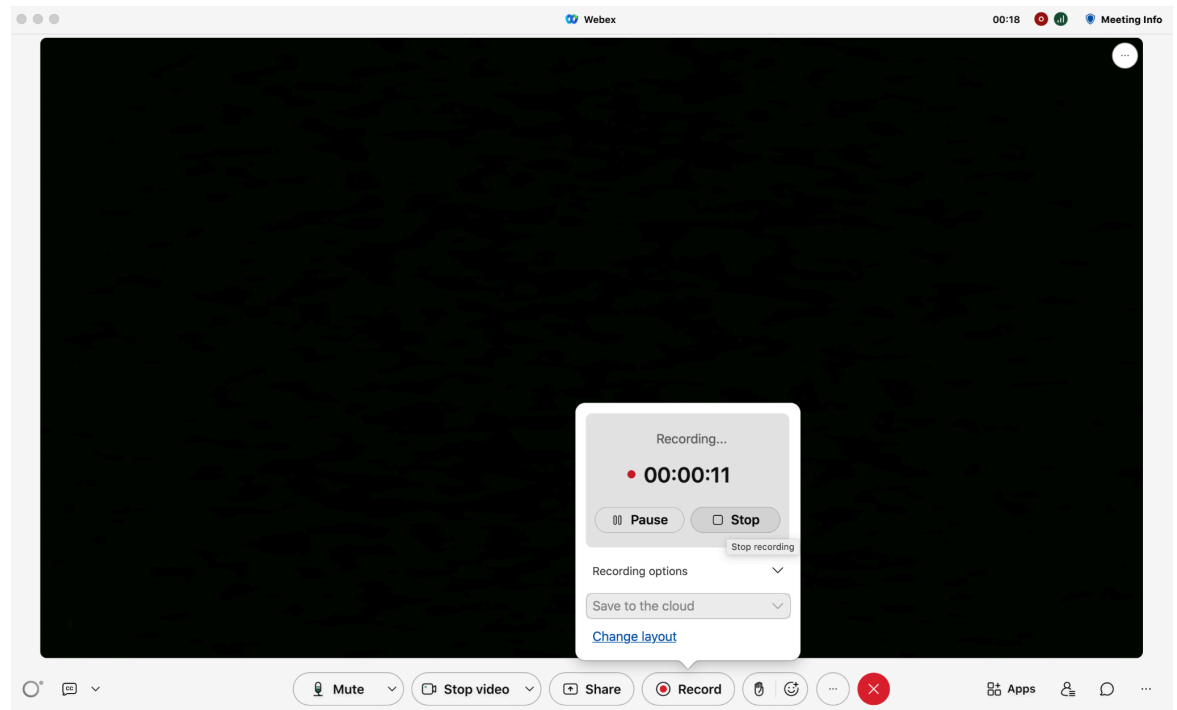 Webex
00:18
Meeting Info
Recording...
00:00:11
Pause
Stop
Stop recording
Recording options
Save to the cloud
Change layout
CC
Mute
Stop video
Share
Record
Apps